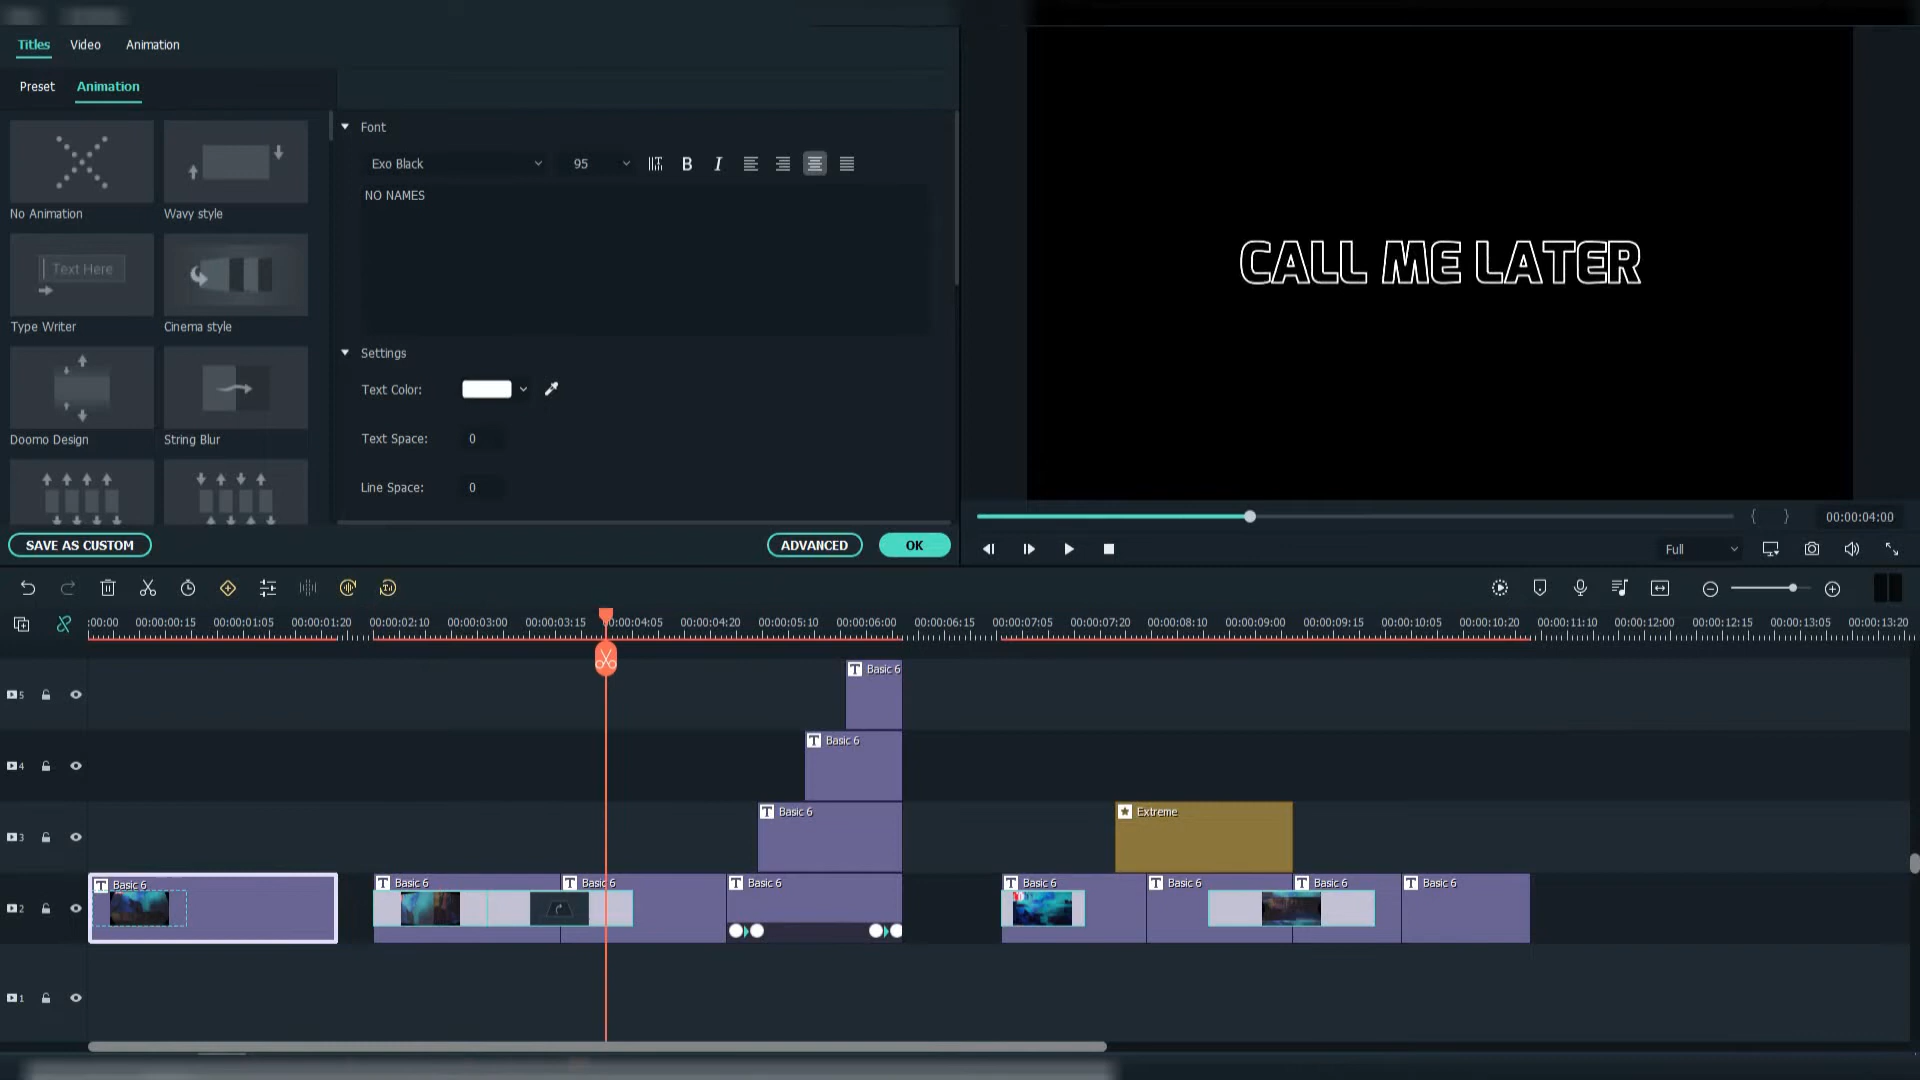 Titles Video Animation
Preset Animation
No Animation
Wavy style
Text Here
Type Writer
Cinema style
Doomo Design
String Blur
Font
Exo Black 95 B I
NO NAMES
Settings
Text Color:
Text Space: 0
Line Space: 0
SAVE AS CUSTOM
ADVANCED
OK
CALL ME LATER
{ } 00:00:04:00
Full
:00:00 00:00:00:15 00:00:01:05 00:00:01:20 00:00:02:10 00:00:03:00 00:00:03:15 00:00:04:05 00:00:04:20 00:00:05:10 00:00:06:00 00:00:06:15 00:00:07:05 00:00:07:20 00:00:08:10 00:00:09:00 00:00:09:15 00:00:10:05 00:00:10:20 00:00:11:10 00:00:12:00 00:00:12:15 00:00:13:05 00:00:13:20
5 T Basic 6
4 T Basic 6
3 T Basic 6 Extreme
2 T Basic 6 T Basic 6 T Basic 6 T Basic 6 T Basic 6 T Basic 6 T Basic 6 T Basic 6
1